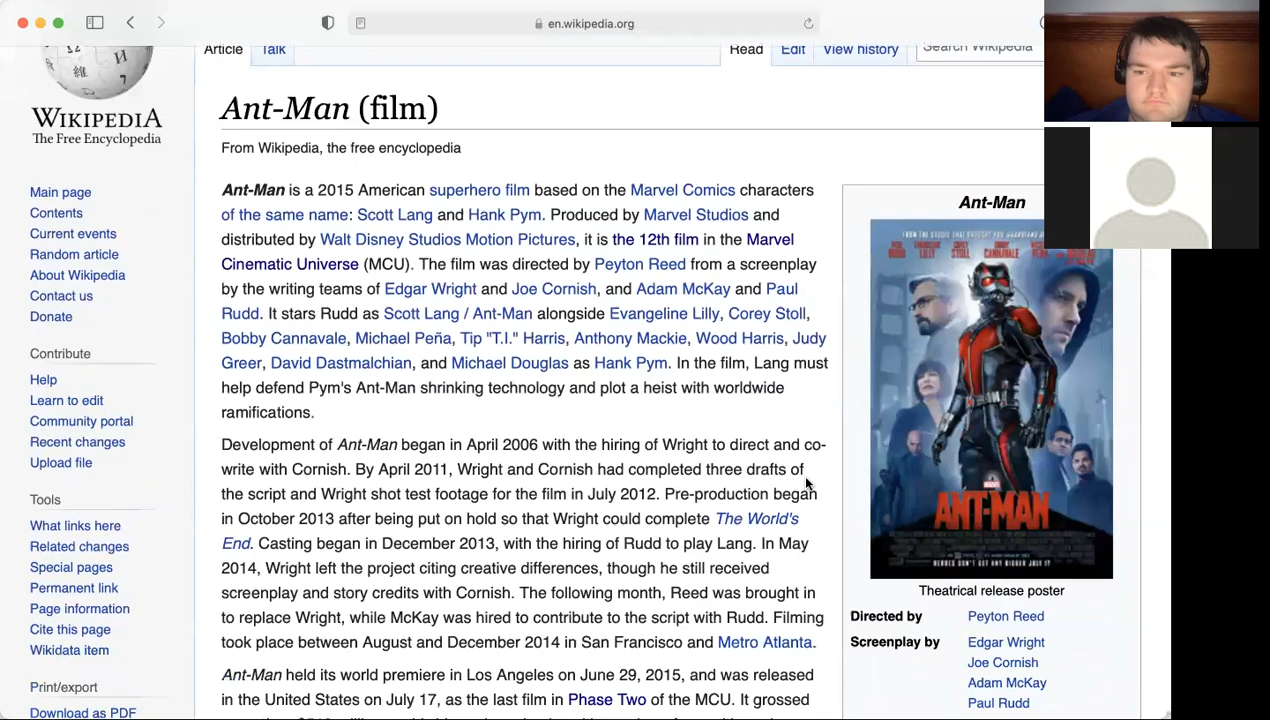 en.wikipedia.org
Article Talk Read Edit View history Search Wikipedia
WIKIPEDIA
The Free Encyclopedia
Main page
Contents
Current events
Random article
About Wikipedia
Contact us
Donate
Contribute
Help
Learn to edit
Community portal
Recent changes
Upload file
Tools
What links here
Related changes
Special pages
Permanent link
Page information
Cite this page
Wikidata item
Print/export
Download as PDF
Ant-Man (film)
From Wikipedia, the free encyclopedia
Ant-Man is a 2015 American superhero film based on the Marvel Comics characters
of the same name: Scott Lang and Hank Pym. Produced by Marvel Studios and
distributed by Walt Disney Studios Motion Pictures, it is the 12th film in the Marvel
Cinematic Universe (MCU). The film was directed by Peyton Reed from a screenplay
by the writing teams of Edgar Wright and Joe Cornish, and Adam McKay and Paul
Rudd. It stars Rudd as Scott Lang / Ant-Man alongside Evangeline Lilly, Corey Stoll,
Bobby Cannavale, Michael Peña, Tip "T.I." Harris, Anthony Mackie, Wood Harris, Judy
Greer, David Dastmalchian, and Michael Douglas as Hank Pym. In the film, Lang must
help defend Pym's Ant-Man shrinking technology and plot a heist with worldwide
ramifications.
Development of Ant-Man began in April 2006 with the hiring of Wright to direct and co-
write with Cornish. By April 2011, Wright and Cornish had completed three drafts of
the script and Wright shot test footage for the film in July 2012. Pre-production began
in October 2013 after being put on hold so that Wright could complete The World's
End. Casting began in December 2013, with the hiring of Rudd to play Lang. In May
2014, Wright left the project citing creative differences, though he still received
screenplay and story credits with Cornish. The following month, Reed was brought in
to replace Wright, while McKay was hired to contribute to the script with Rudd. Filming
took place between August and December 2014 in San Francisco and Metro Atlanta.
Ant-Man held its world premiere in Los Angeles on June 29, 2015, and was released
in the United States on July 17, as the last film in Phase Two of the MCU. It grossed
Ant-Man
MARVEL
ANT-MAN
HEROES DON'T GET ANY BIGGER JULY 17
Theatrical release poster
Directed by Peyton Reed
Screenplay by Edgar Wright
Joe Cornish
Adam McKay
Paul Rudd